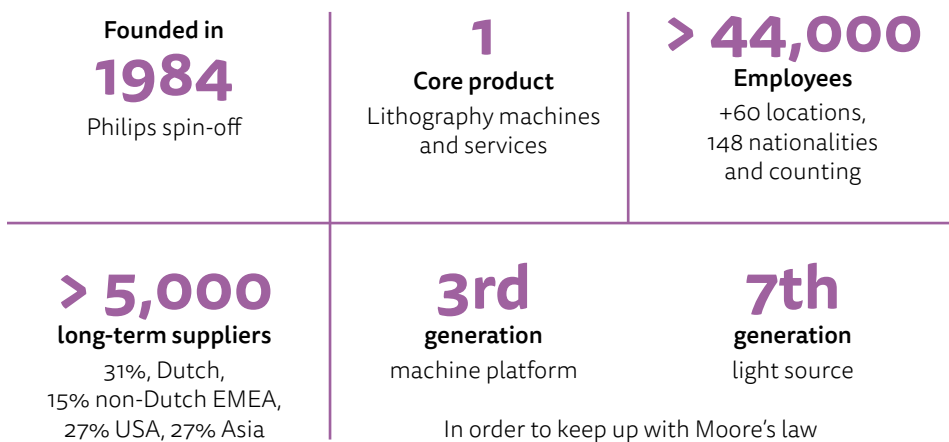 Founded in
1984
Philips spin-off
1
Core product
Lithography machines
and services
> 44,000
Employees
+60 locations,
148 nationalities
and counting
> 5,000
long-term suppliers
31%, Dutch,
15% non-Dutch EMEA,
27% USA, 27% Asia
3rd
generation
machine platform
7th
generation
light source
In order to keep up with Moore's law